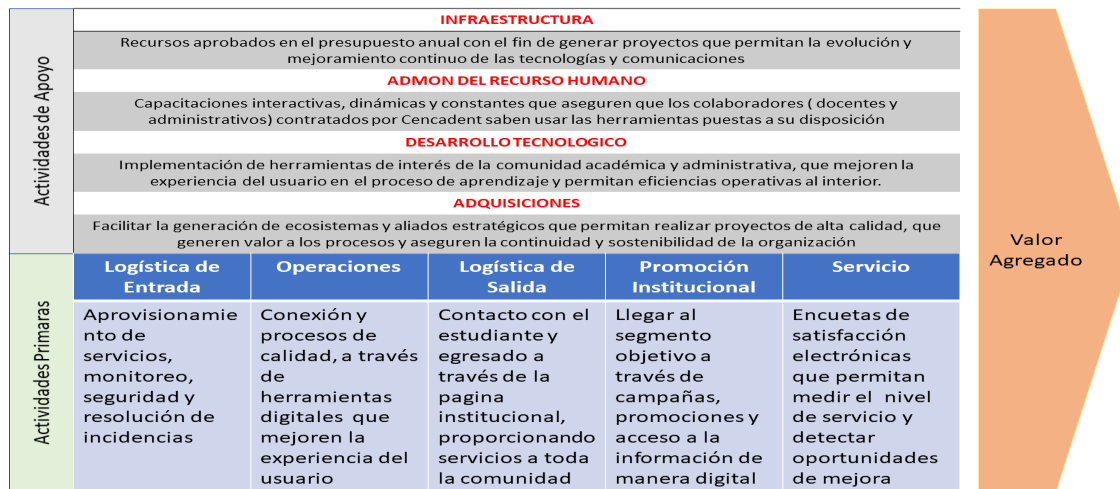 Actividades de Apoyo
INFRAESTRUCTURA
Recursos aprobados en el presupuesto anual con el fin de generar proyectos que permitan la evolución y
mejoramiento continuo de las tecnologías y comunicaciones
ADMON DEL RECURSO HUMANO
Capacitaciones interactivas, dinámicas y constantes que aseguren que los colaboradores ( docentes y
administrativos) contratados por Cencadent saben usar las herramientas puestas a su disposición
DESARROLLO TECNOLOGICO
Implementación de herramientas de interés de la comunidad académica y administrativa, que mejoren la
experiencia del usuario en el proceso de aprendizaje y permitan eficiencias operativas al interior.
ADQUISICIONES
Facilitar la generación de ecosistemas y aliados estratégicos que permitan realizar proyectos de alta calidad, que
generen valor a los procesos y aseguren la continuidad y sostenibilidad de la organización
Actividades Primaras
Logística de
Entrada
Aprovisionamie
nto de
servicios,
monitoreo,
seguridad y
resolución de
incidencias
Operaciones
Conexión y
procesos de
calidad, a través
de
herramientas
digitales que
mejoren la
experiencia del
usuario
Logística de
Salida
Contacto con el
estudiante y
egresado a
través de la
pagina
institucional,
proporcionando
servicios a toda
la comunidad
Promoción
Institucional
Llegar al
segmento
objetivo a
través de
campañas,
promociones y
acceso a la
información de
manera digital
Servicio
Encuetas de
satisfacción
electrónicas
que permitan
medir el nivel
de servicio y
detectar
oportunidades
de mejora
Valor
Agregado